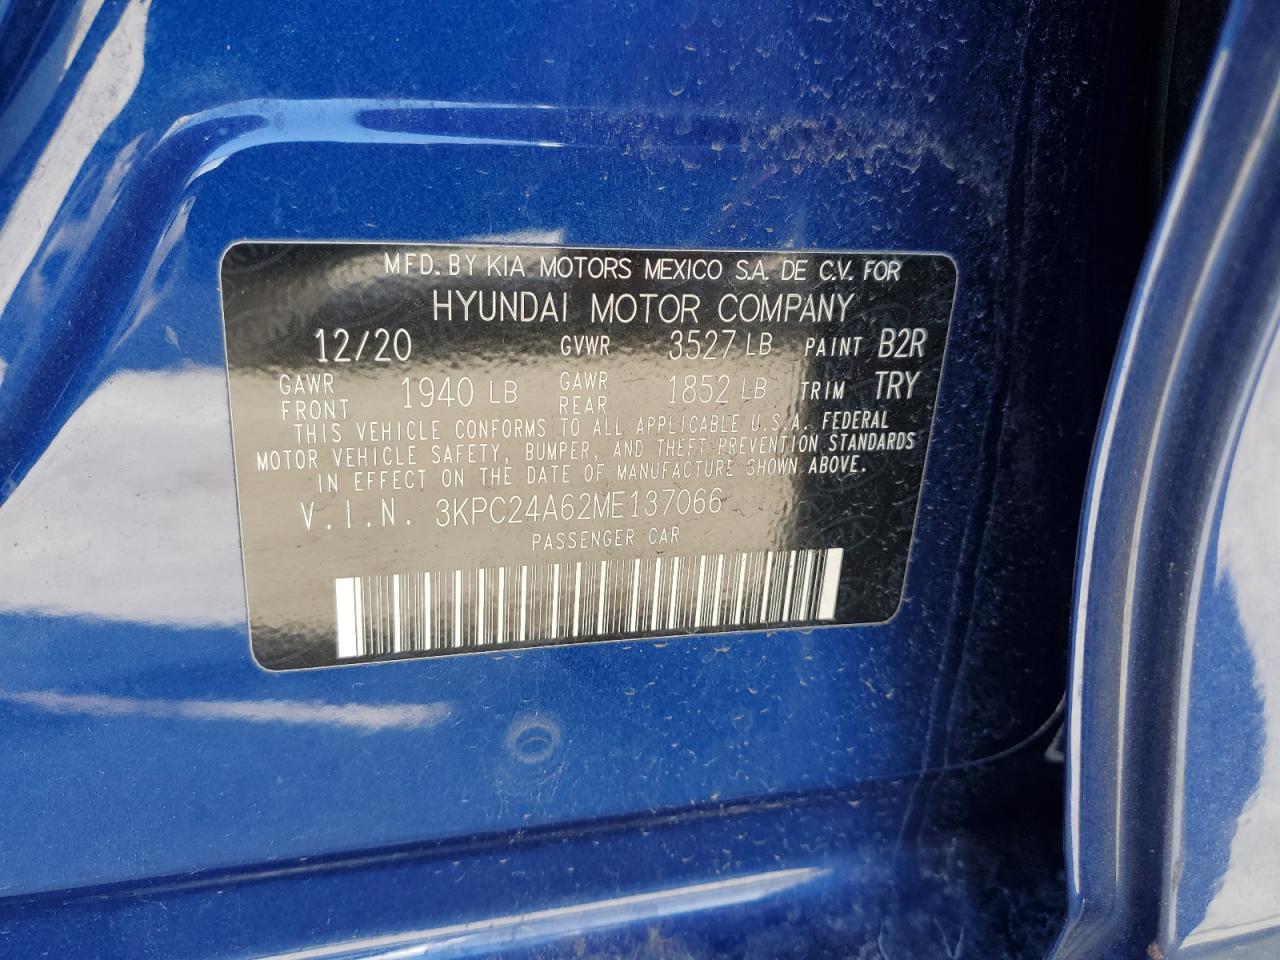 MFD. BY KIA MOTORS MEXICO S.A. DE C.V. FOR
HYUNDAI MOTOR COMPANY
12/20 GVWR 3527 LB PAINT B2R
GAWR FRONT 1940 LB GAWR REAR 1852 LB TRIM TRY
THIS VEHICLE CONFORMS TO ALL APPLICABLE U.S.A. FEDERAL
MOTOR VEHICLE SAFETY, BUMPER, AND THEFT PREVENTION STANDARDS
IN EFFECT ON THE DATE OF MANUFACTURE SHOWN ABOVE.
V.I.N. 3KPC24A62ME137066
PASSENGER CAR